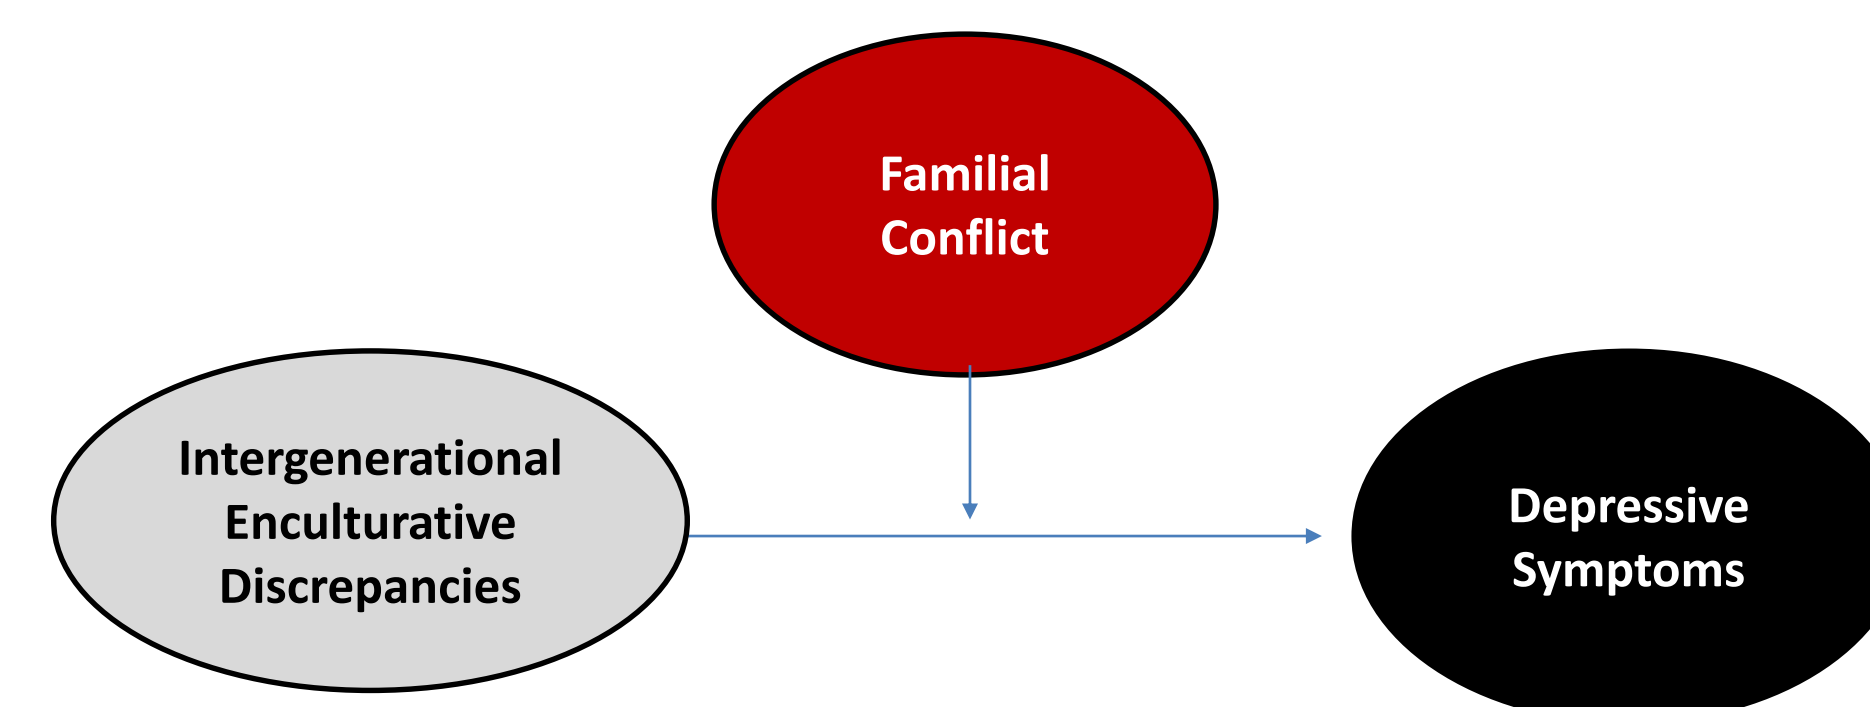 Familial
Conflict
Intergenerational
Enculturative
Discrepancies
Depressive
Symptoms